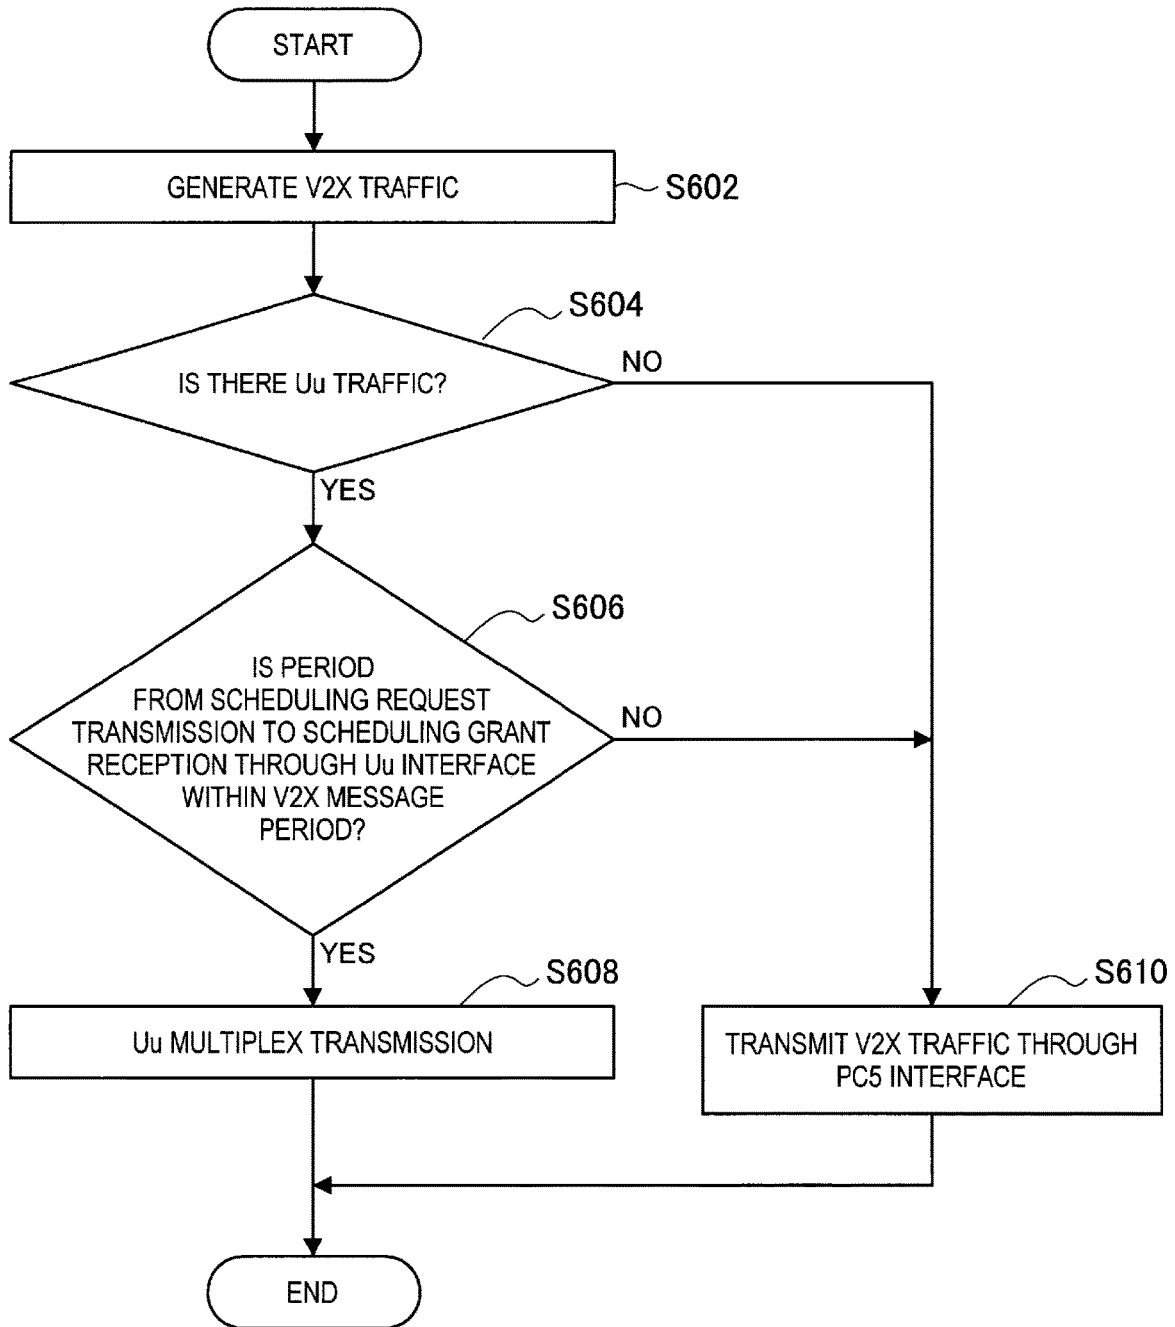 START
GENERATE V2X TRAFFIC
S602
S604
IS THERE Uu TRAFFIC?
NO
YES
S606
IS PERIOD
FROM SCHEDULING REQUEST
TRANSMISSION TO SCHEDULING GRANT
RECEPTION THROUGH Uu INTERFACE
WITHIN V2X MESSAGE
PERIOD?
NO
YES
S608
Uu MULTIPLEX TRANSMISSION
S610
TRANSMIT V2X TRAFFIC THROUGH
PC5 INTERFACE
END